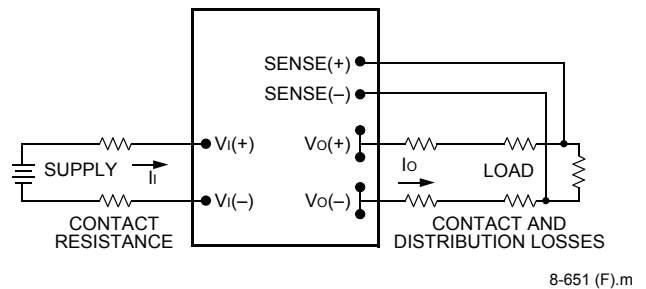 SENSE(+)
SENSE(–)
VI(+)
VO(+)
SUPPLY
II
IO
LOAD
VI(–)
VO(–)
CONTACT
RESISTANCE
CONTACT AND
DISTRIBUTION LOSSES
8-651 (F).m